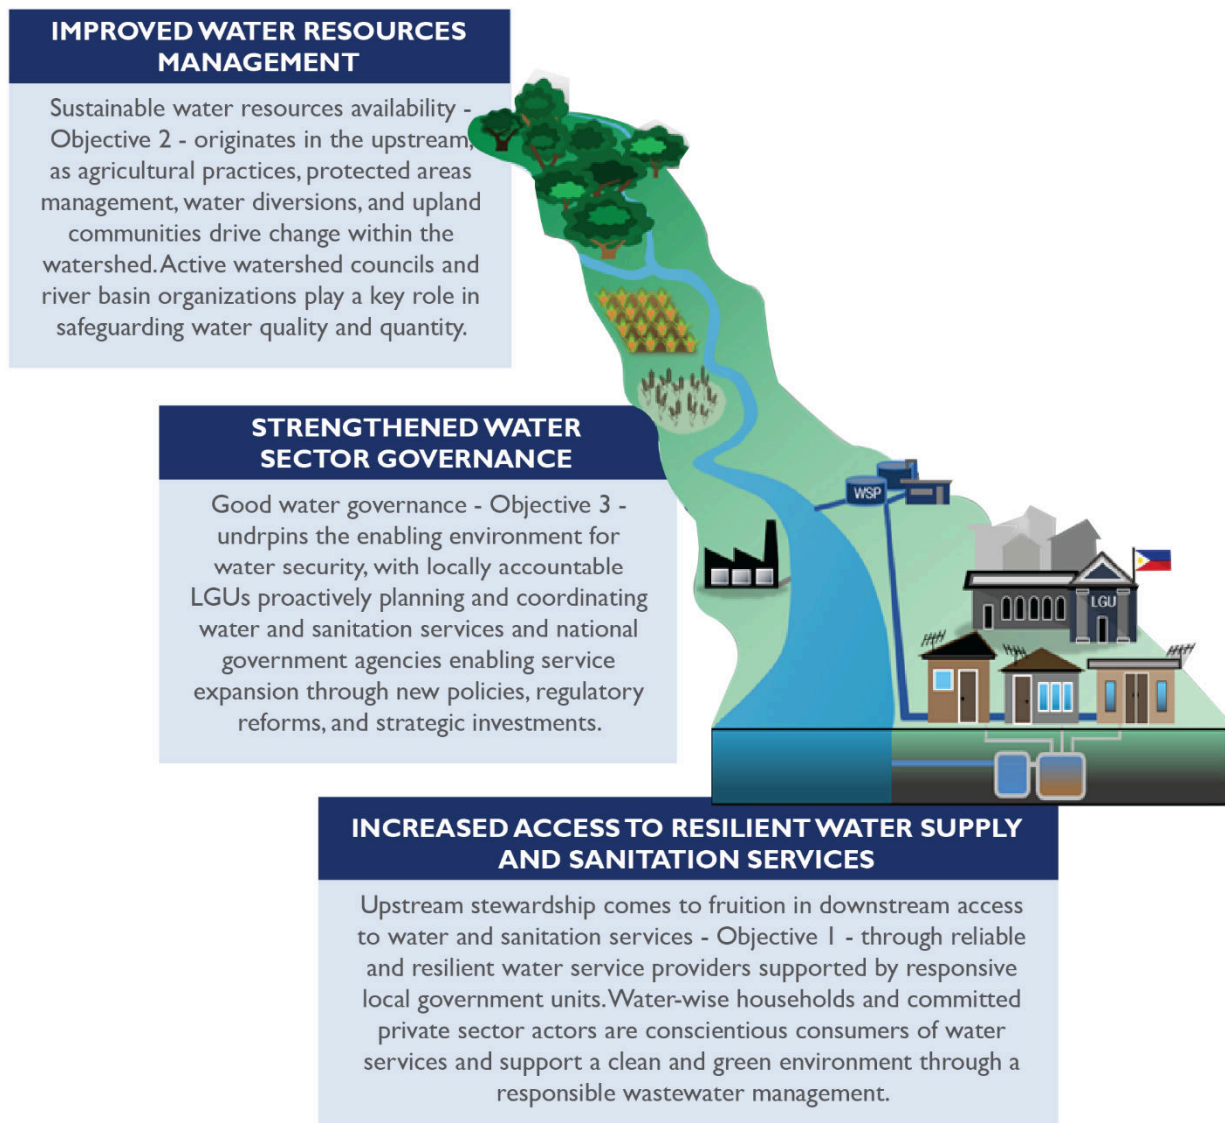 IMPROVED WATER RESOURCES
MANAGEMENT
Sustainable water resources availability -
Objective 2 - originates in the upstream,
as agricultural practices, protected areas
management, water diversions, and upland
communities drive change within the
watershed. Active watershed councils and
river basin organizations play a key role in
safeguarding water quality and quantity.
STRENGTHENED WATER
SECTOR GOVERNANCE
Good water governance - Objective 3 -
undrpins the enabling environment for
water security, with locally accountable
LGUs proactively planning and coordinating
water and sanitation services and national
government agencies enabling service
expansion through new policies, regulatory
reforms, and strategic investments.
WSP
LGU
INCREASED ACCESS TO RESILIENT WATER SUPPLY
AND SANITATION SERVICES
Upstream stewardship comes to fruition in downstream access
to water and sanitation services - Objective 1 - through reliable
and resilient water service providers supported by responsive
local government units. Water-wise households and committed
private sector actors are conscientious consumers of water
services and support a clean and green environment through a
responsible wastewater management.